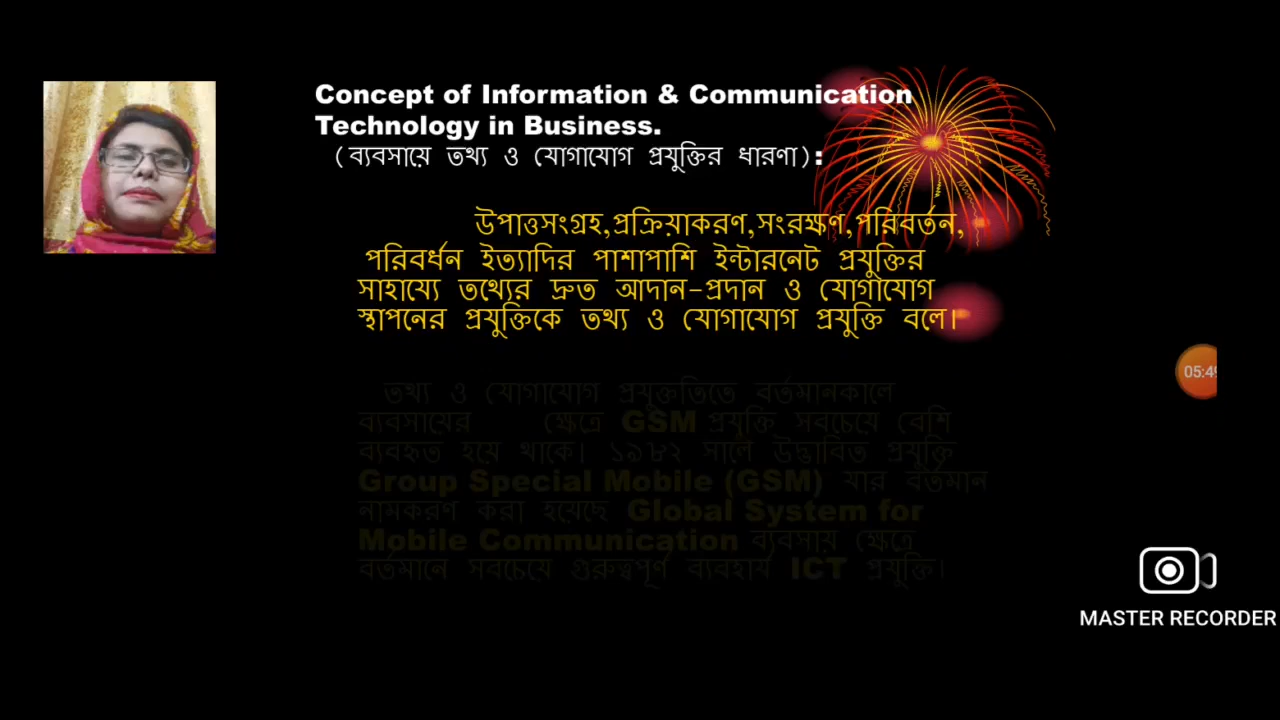 Concept of Information & Communication
Technology in Business.
(ব্যবসায়ে তথ্য ও যোগাযোগ প্রযুক্তির ধারণা):
উপাত্তসংগ্রহ,প্রক্রিয়াকরণ,সংরক্ষণ,পরিবর্তন,
পরিবর্ধন ইত্যাদির পাশাপাশি ইন্টারনেট প্রযুক্তির
সাহায্যে তথ্যের দ্রুত আদান-প্রদান ও যোগাযোগ
স্থাপনের প্রযুক্তিকে তথ্য ও যোগাযোগ প্রযুক্তি বলে।
05:49
তথ্য ও যোগাযোগ বর্তমানকালে
ব্যবসায়ের ক্ষেত্রে GSM প্রযুক্তি সবচেয়ে বেশি
ব্যবহৃত হয়ে থাকে। ১৯৮২ সালে উদ্ভাবিত প্রযুক্তি
Group Special Mobile (GSM) যার বর্তমান
নামকরণ করা হয়েছে Global System for
Mobile Communication ব্যবসায় ক্ষেত্রে
বর্তমানে সবচেয়ে গুরুত্বপূর্ণ ব্যবহার্য ICT প্রযুক্তি।
MASTER RECORDER